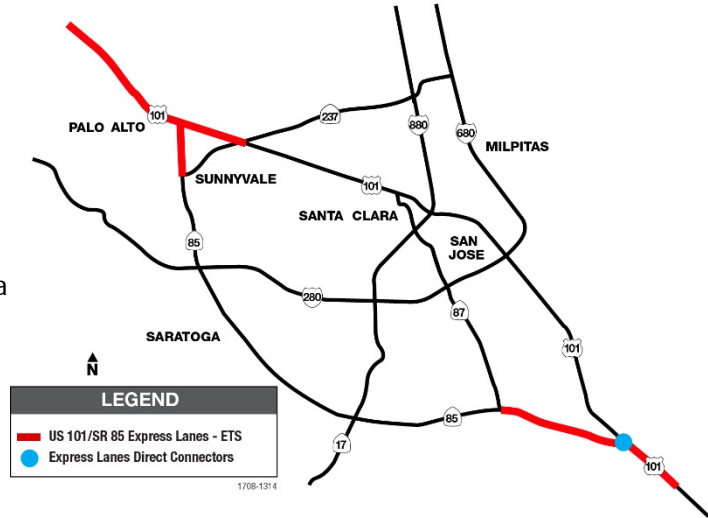 101
PALO ALTO
237
880
680
MILPITAS
SUNNYVALE
101
SANTA CLARA
SAN
JOSE
85
a
280
87
SARATOGA
101
N
LEGEND
US 101/SR 85 Express Lanes - ETS
Express Lanes Direct Connectors
1708-1314
85
17
101